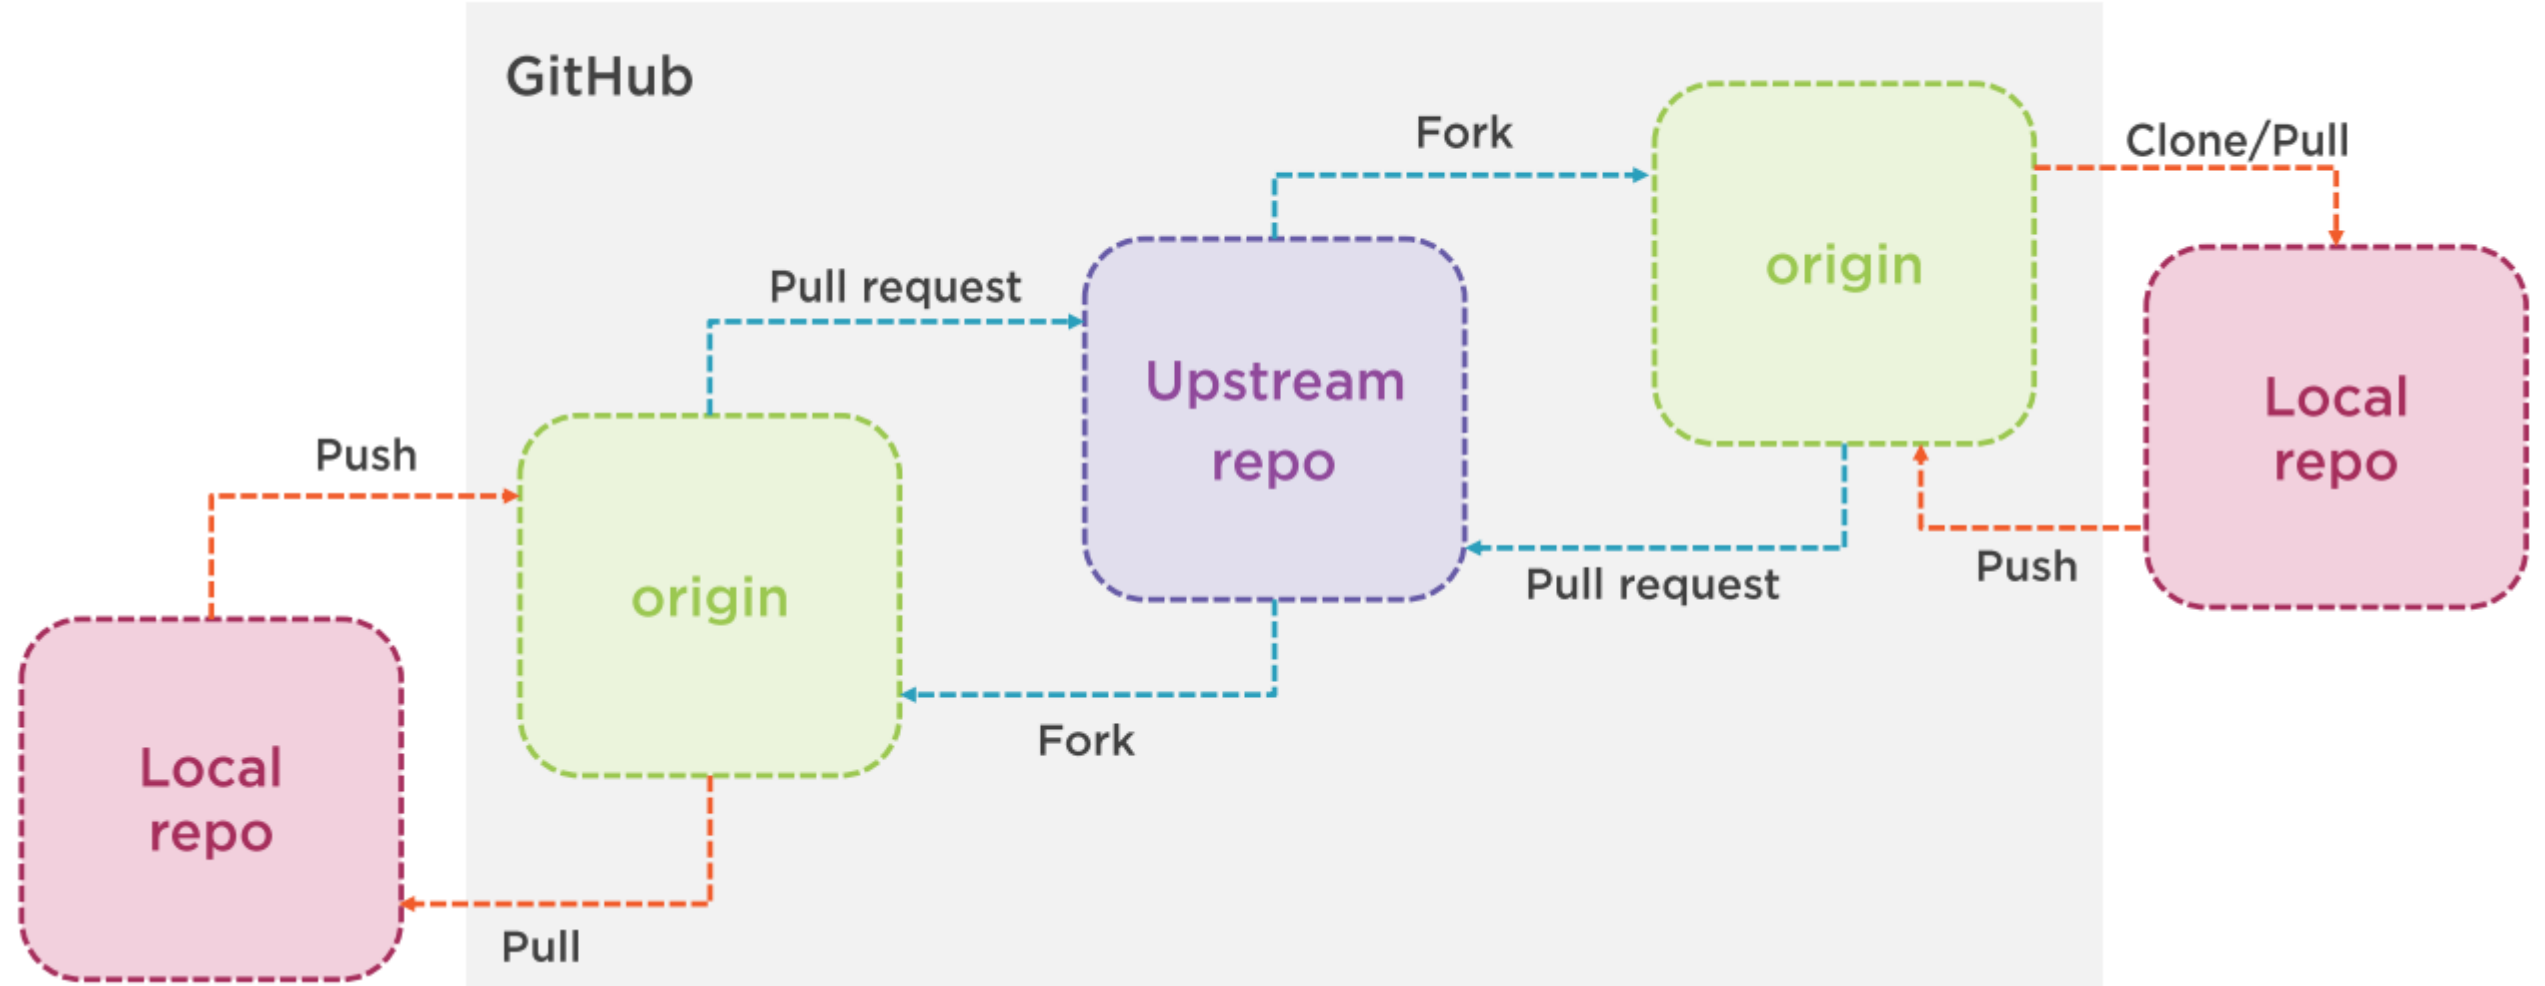 GitHub
Fork
Clone/Pull
origin
Pull request
Upstream
repo
Local
repo
Push
Pull request
Push
origin
Fork
Local
repo
Pull